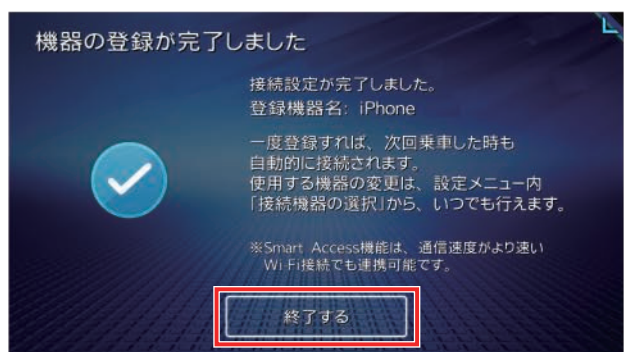 機器の登録が完了しました
接続設定が完了しました。
登録機器名: iPhone
一度登録すれば、次回乗車した時も
自動的に接続されます。
使用する機器の変更は、設定メニュー内
「接続機器の選択」から、いつでも行えます。
※Smart Access機能は、通信速度がより速い
Wi Fi接続でも連携可能です。
終了する